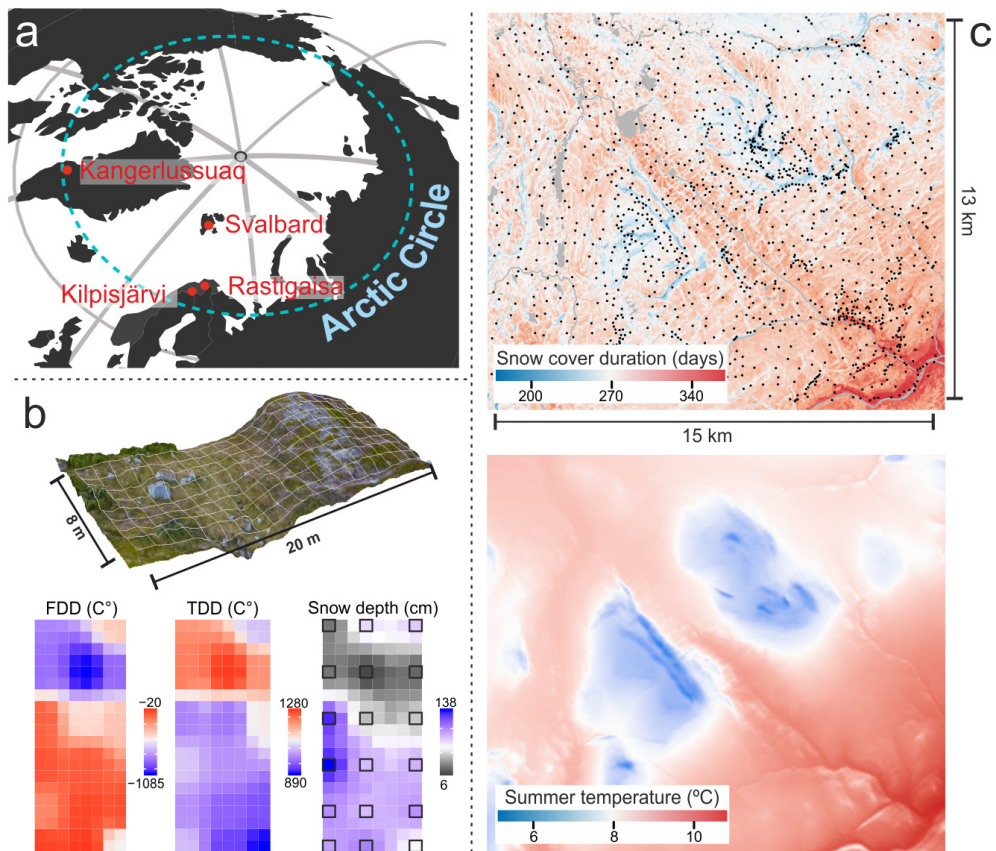 a
Kangerlussuaq
Svalbard
Kilpisjärvi
Rastigaisa
Arctic Circle
b
8 m
20 m
FDD (C°)
TDD (C°)
Snow depth (cm)
−20
−1085
1280
890
138
6
c
13 km
Snow cover duration (days)
200 270 340
15 km
Summer temperature (ºC)
6 8 10